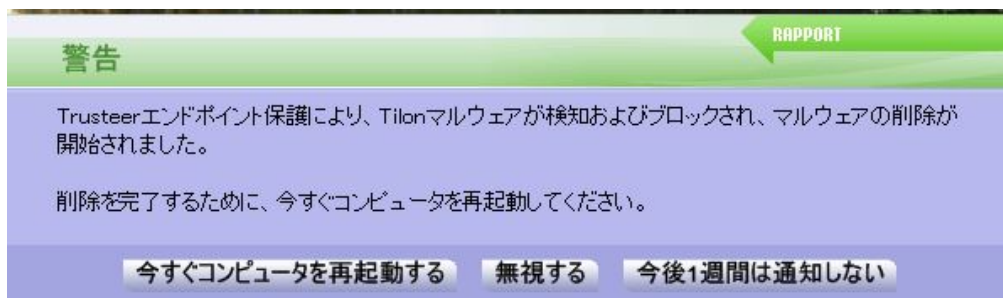 RAPPORT
警告
Trusteerエンドポイント保護により、Tilonマルウェアが検知およびブロックされ、マルウェアの削除が
開始されました。
削除を完了するために、今すぐコンピュータを再起動してください。
今すぐコンピュータを再起動する 無視する 今後1週間は通知しない